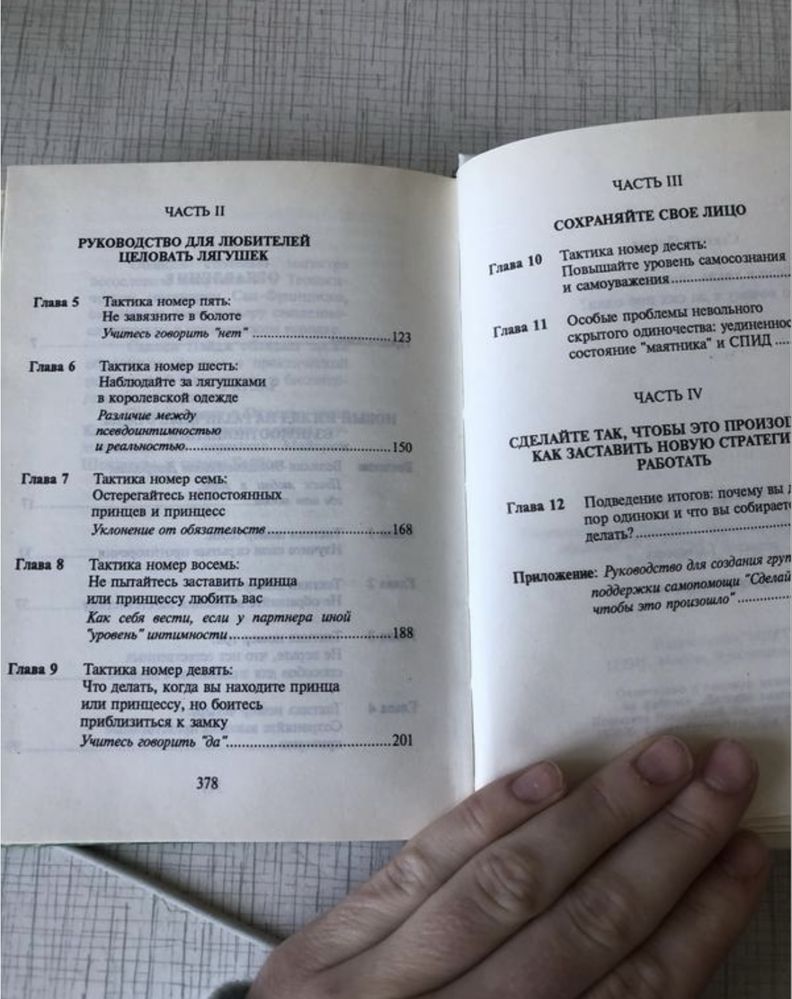 ЧАСТЬ II
РУКОВОДСТВО ДЛЯ ЛЮБИТЕЛЕЙ
ЦЕЛОВАТЬ ЛЯГУШЕК
Глава 5 Тактика номер пять:
Не завязните в болоте
Учитесь говорить "нет" ........................123
Глава 6 Тактика номер шесть:
Наблюдайте за лягушками
в королевской одежде
Различие между
псевдоинтимностью
и реальностью....................................150
Глава 7 Тактика номер семь:
Остерегайтесь непостоянных
принцев и принцесс
Уклонение от обязательств......................168
Глава 8 Тактика номер восемь:
Не пытайтесь заставить принца
или принцессу любить вас
Как себя вести, если у партнера иной
"уровень" интимности...........................188
Глава 9 Тактика номер девять:
Что делать, когда вы находите принца
или принцессу, но боитесь
приблизиться к замку
Учитесь говорить "да"...........................201
378
ЧАСТЬ III
СОХРАНЯЙТЕ СВОЕ ЛИЦО
Глава 10 Тактика номер десять:
Повышайте уровень самосознания
и самоуважения....................
Глава 11 Особые проблемы невольного
скрытого одиночества:
состояние "маятника" и СПИД ....
ЧАСТЬ IV
СДЕЛАЙТЕ ТАК, ЧТОБЫ ЭТО
КАК ЗАСТАВИТЬ НОВУЮ
РАБОТАТЬ
Глава 12 Подведение итогов: почему вы
пор одиноки и что вы
делать?........................
Приложение: Руководство для создания
поддержки самопомощи
чтобы это произошло"............